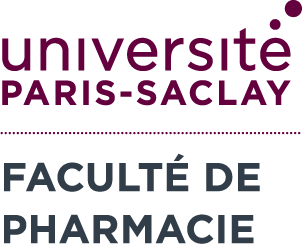 université
PARIS-SACLAY
FACULTÉ DE
PHARMACIE